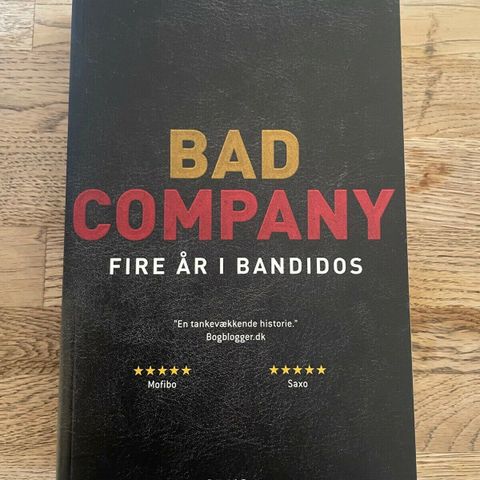 BAD
COMPANY
FIRE ÅR I BANDIDOS
"En tankevækkende historie."
Bogblogger.dk
★★★★★ ★★★★★
Mofibo Saxo